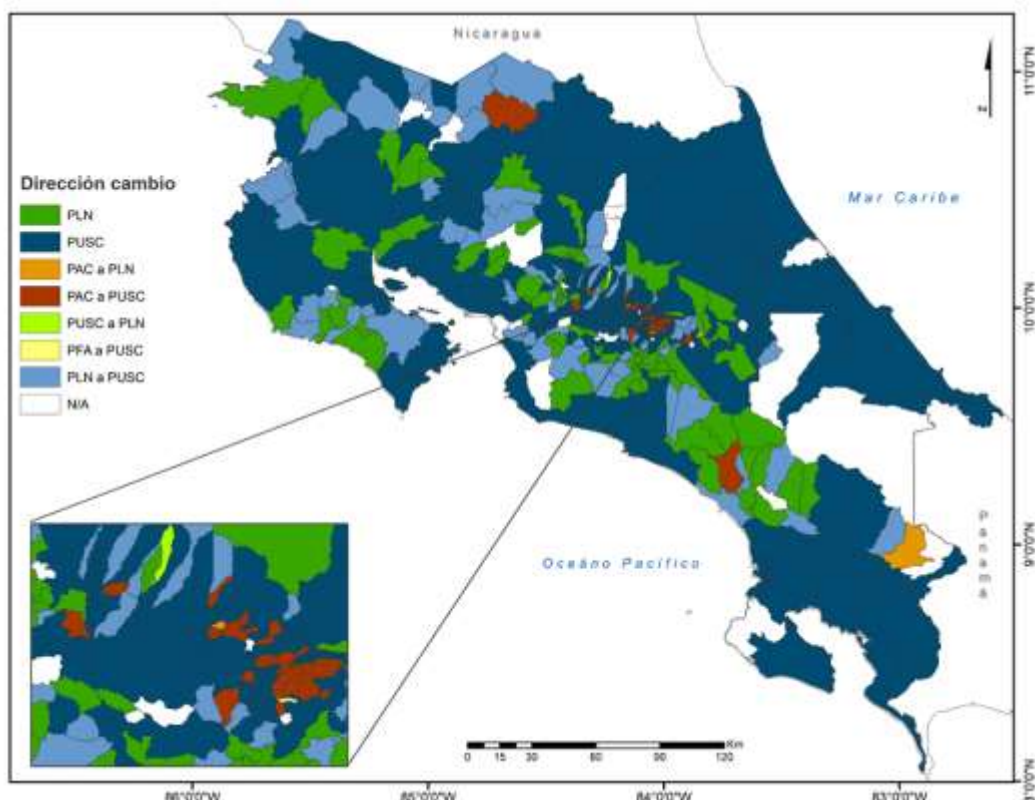 Nicaragua
11°0'0"N
N
Dirección cambio
PLN
PUSC
PAC a PLN
PAC a PUSC
PUSC a PLN
PFA a PUSC
PLN a PUSC
N/A
Mar Caribe
10°0'0"N
Panamá
Oceáno Pacífico
9°0'0"N
Km
0 15 30 60 90 120
86°0'0"W 85°0'0"W 84°0'0"W 83°0'0"W